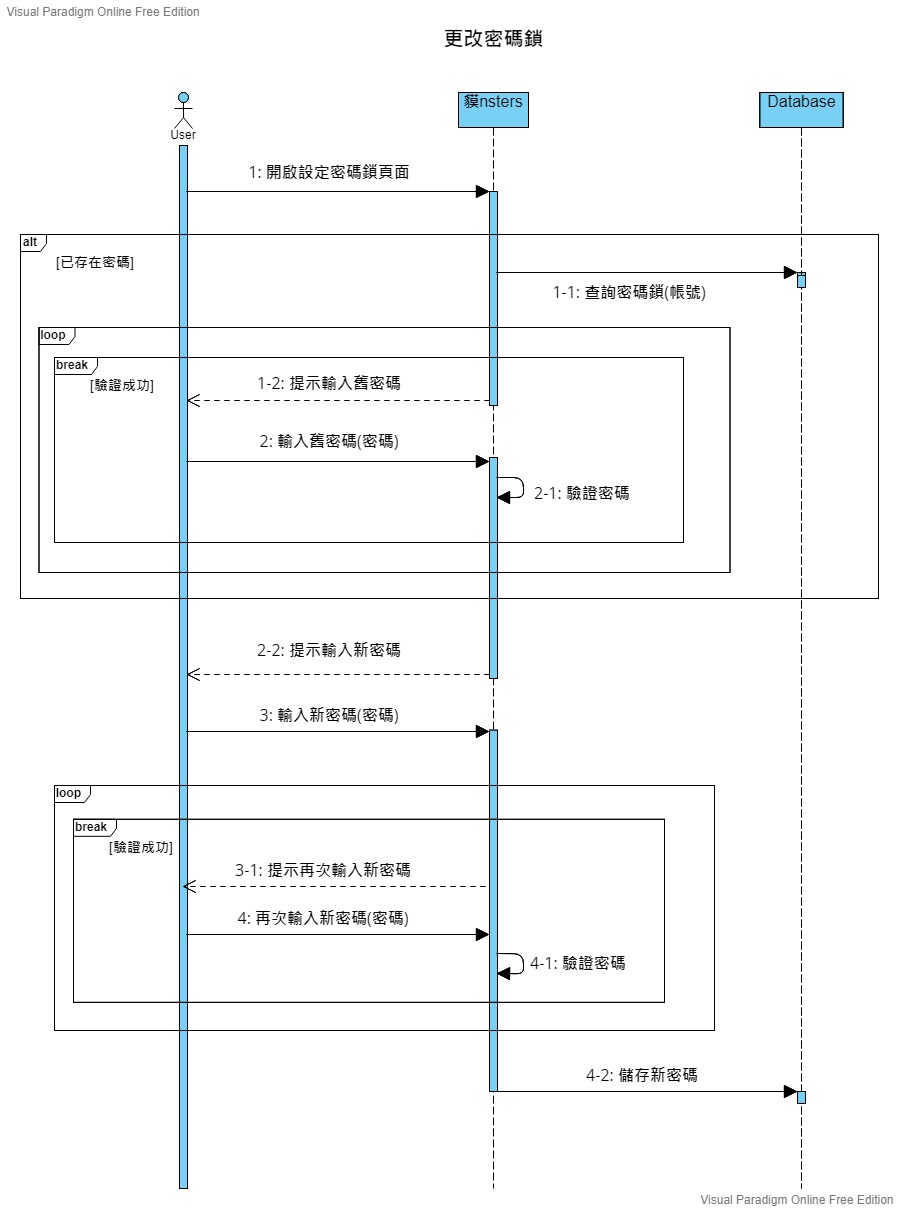 Visual Paradigm Online Free Edition
更改密碼鎖
User
貘nsters
Database
1: 開啟設定密碼鎖頁面
alt
[已存在密碼]
1-1: 查詢密碼鎖(帳號)
loop
break
[驗證成功]
1-2: 提示輸入舊密碼
2: 輸入舊密碼(密碼)
2-1: 驗證密碼
2-2: 提示輸入新密碼
3: 輸入新密碼(密碼)
loop
break
[驗證成功]
3-1: 提示再次輸入新密碼
4: 再次輸入新密碼(密碼)
4-1: 驗證密碼
4-2: 儲存新密碼
Visual Paradigm Online Free Edition